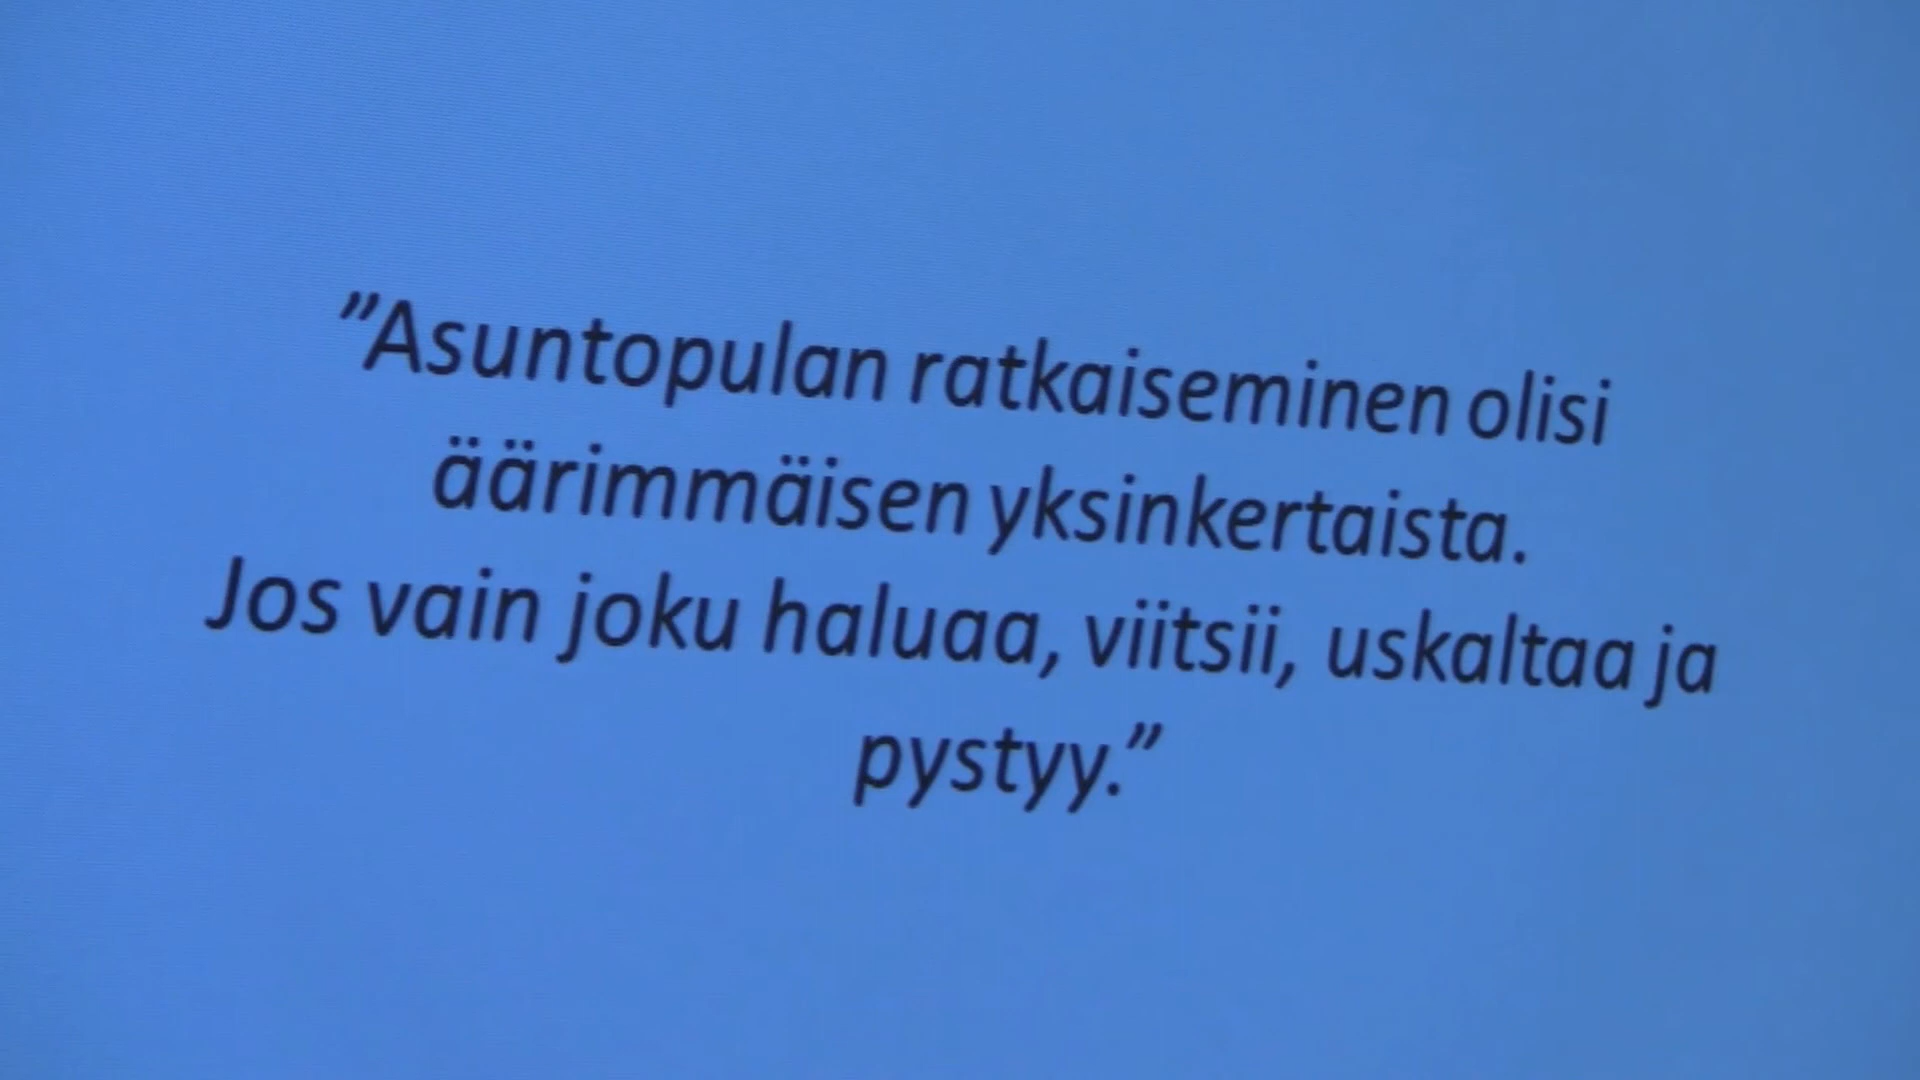 ”Asuntopulan ratkaiseminen olisi
äärimmäisen yksinkertaista.
Jos vain joku haluaa, viitsii, uskaltaa ja
pystyy.”